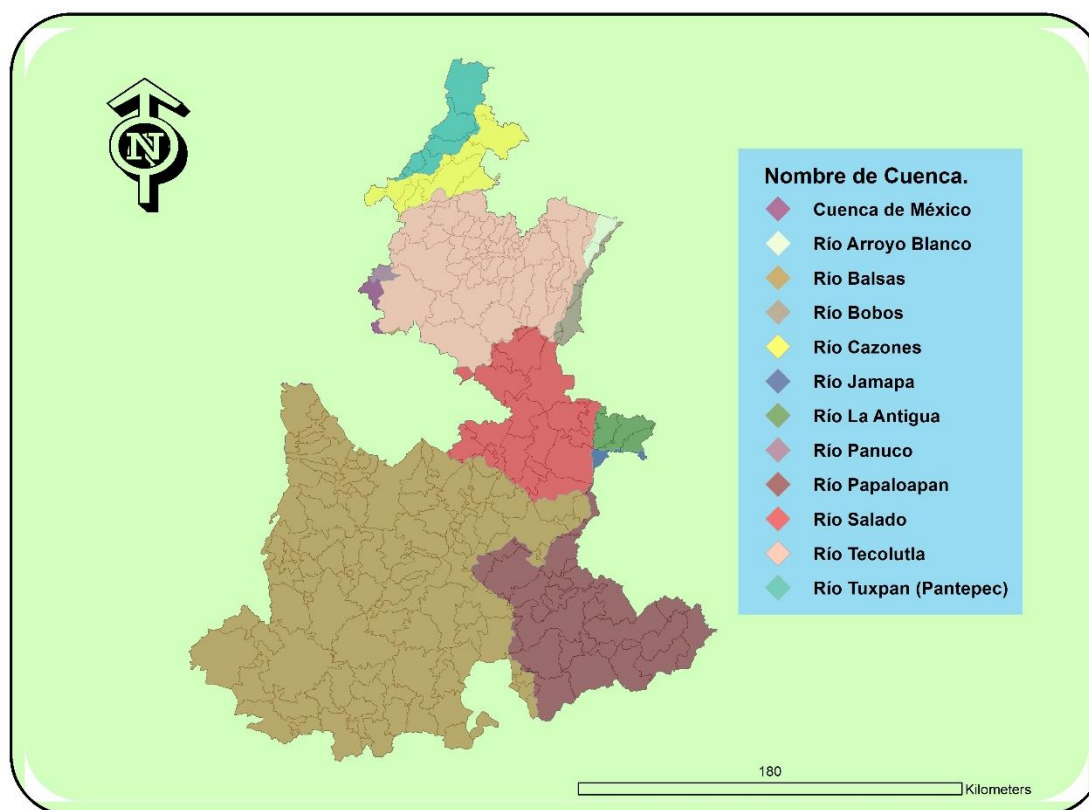 N
Nombre de Cuenca.
Cuenca de México
Río Arroyo Blanco
Río Balsas
Río Bobos
Río Cazones
Río Jamapa
Río La Antigua
Río Panuco
Río Papaloapan
Río Salado
Río Tecolutla
Río Tuxpan (Pantepec)
180
Kilometers